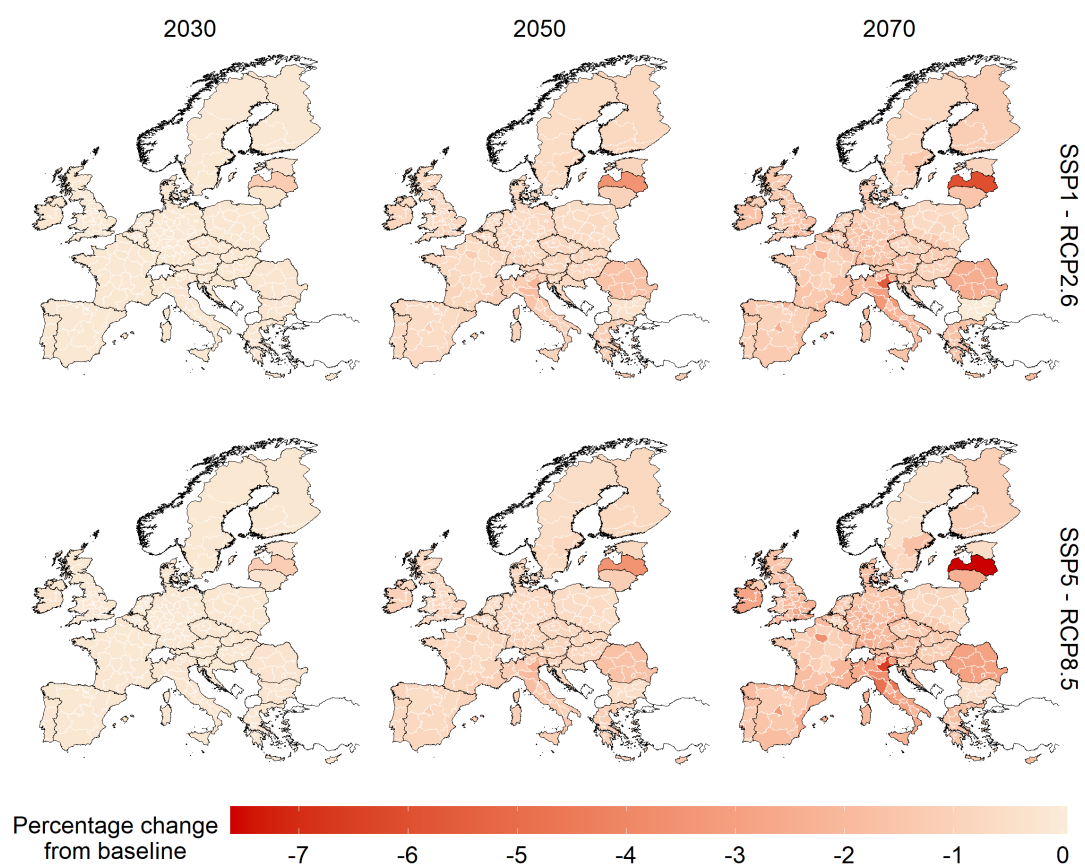 2030
2050
2070
SSP1 - RCP2.6
SSP5 - RCP8.5
Percentage change
from baseline
-7
-6
-5
-4
-3
-2
-1
0